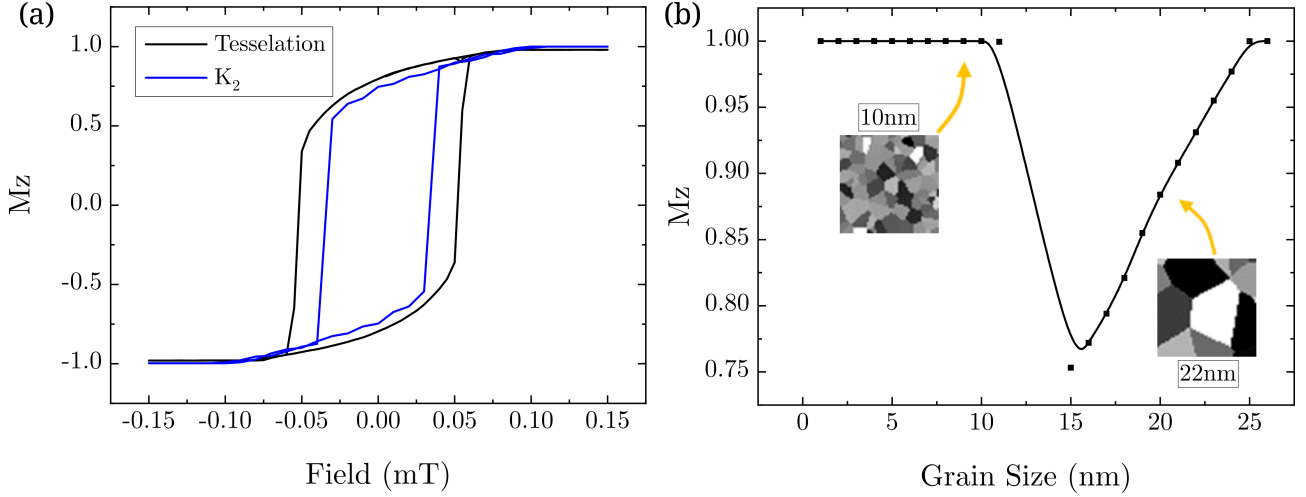 (a)
Tesselation
K₂
1.0
0.5
0.0
-0.5
-1.0
Mz
-0.15 -0.10 -0.05 0.00 0.05 0.10 0.15
Field (mT)
(b)
1.00
0.95
0.90
0.85
0.80
0.75
Mz
10nm
22nm
0 5 10 15 20 25
Grain Size (nm)